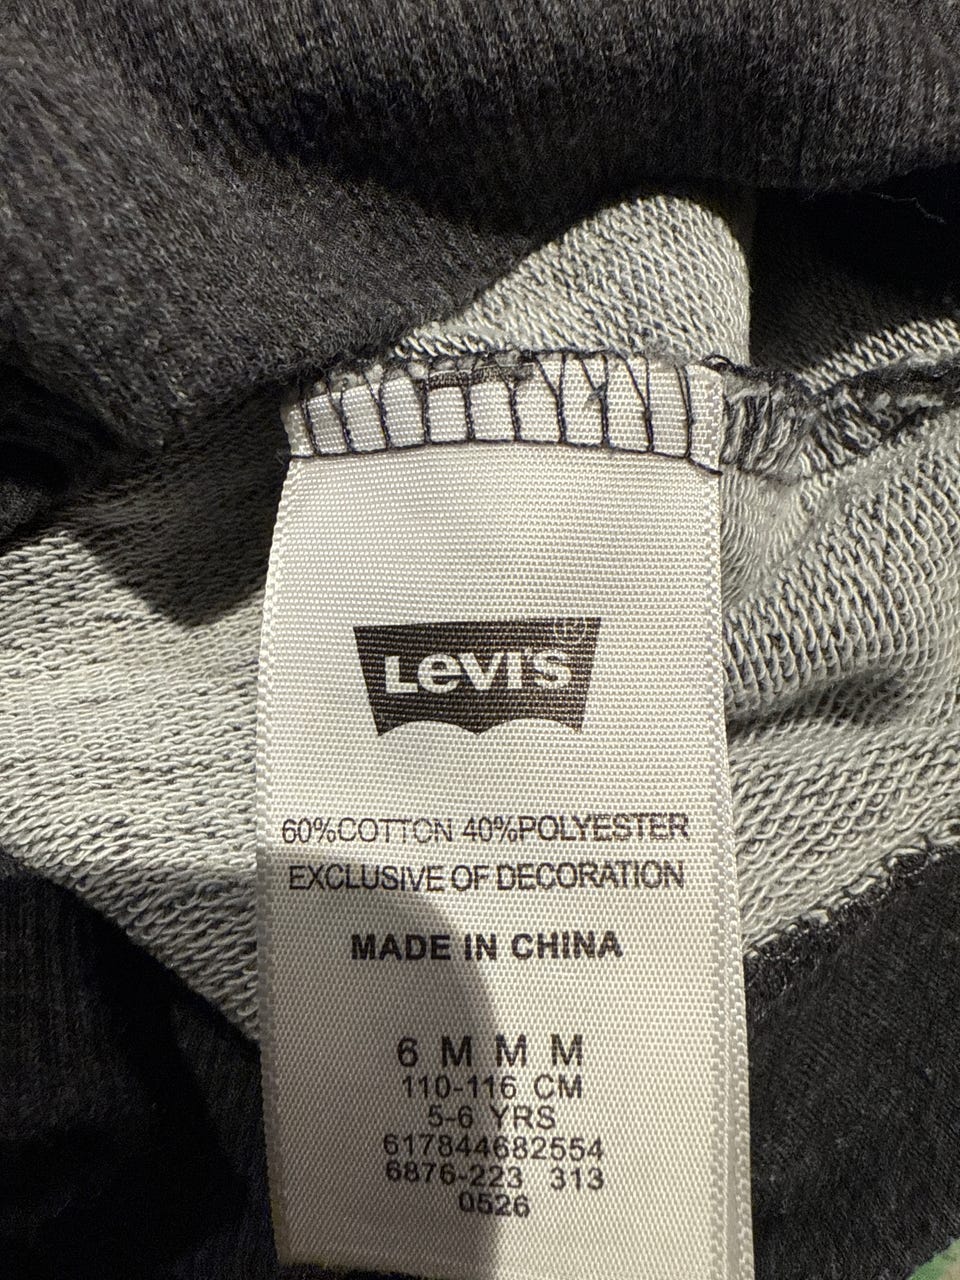 Levi's®
60%COTTON 40%POLYESTER
EXCLUSIVE OF DECORATION
MADE IN CHINA
6 M M M
110-116 CM
5-6 YRS
617844682554
6876-223 313
0526